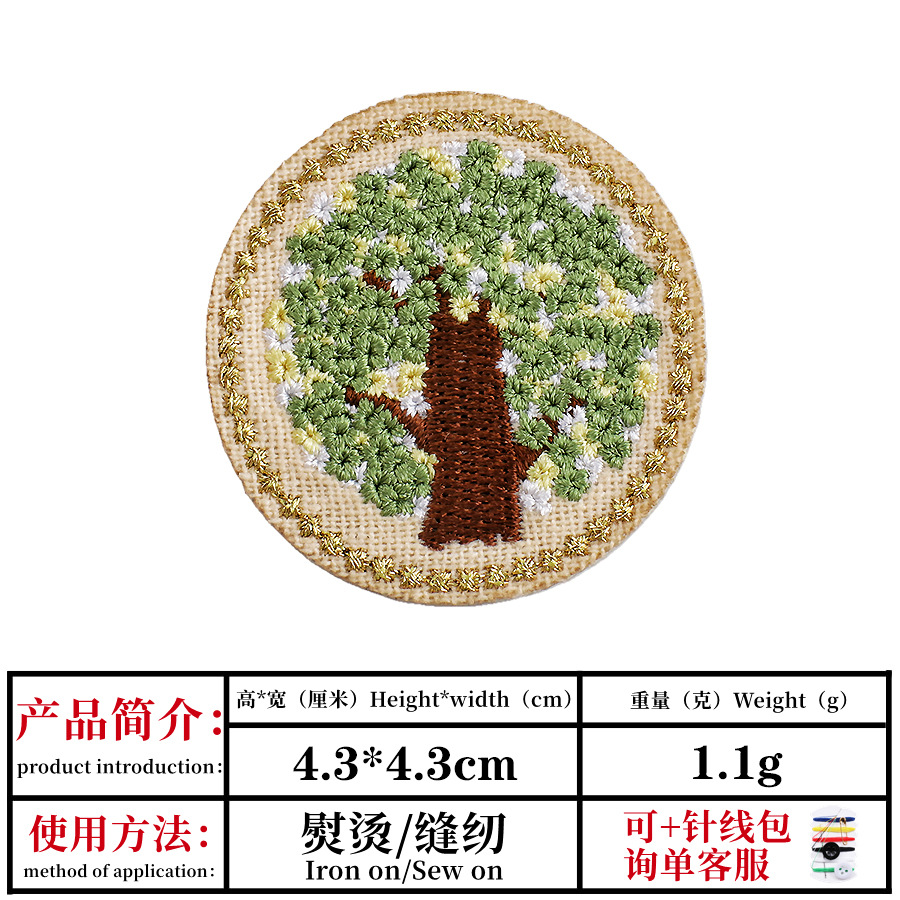 产品简介：
product introduction：
高*宽（厘米）Height*width（cm）
重量（克）Weight（g）
4.3*4.3cm
1.1g
使用方法：
method of application：
熨烫/缝纫
Iron on/Sew on
可+针线包
询单客服